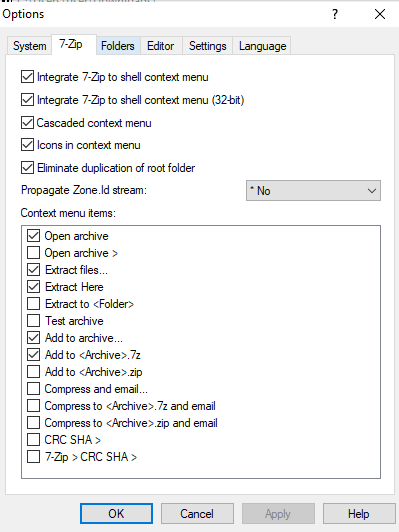 Options
System
7-Zip
Folders
Editor
Settings
Language
Integrate 7-Zip to shell context menu
Integrate 7-Zip to shell context menu (32-bit)
Cascaded context menu
Icons in context menu
Eliminate duplication of root folder
Propagate Zone.Id stream:
* No
Context menu items:
Open archive
Open archive >
Extract files...
Extract Here
Extract to <Folder>
Test archive
Add to archive...
Add to <Archive>.7z
Add to <Archive>.zip
Compress and email...
Compress to <Archive>.7z and email
Compress to <Archive>.zip and email
CRC SHA >
7-Zip > CRC SHA >
OK
Cancel
Apply
Help